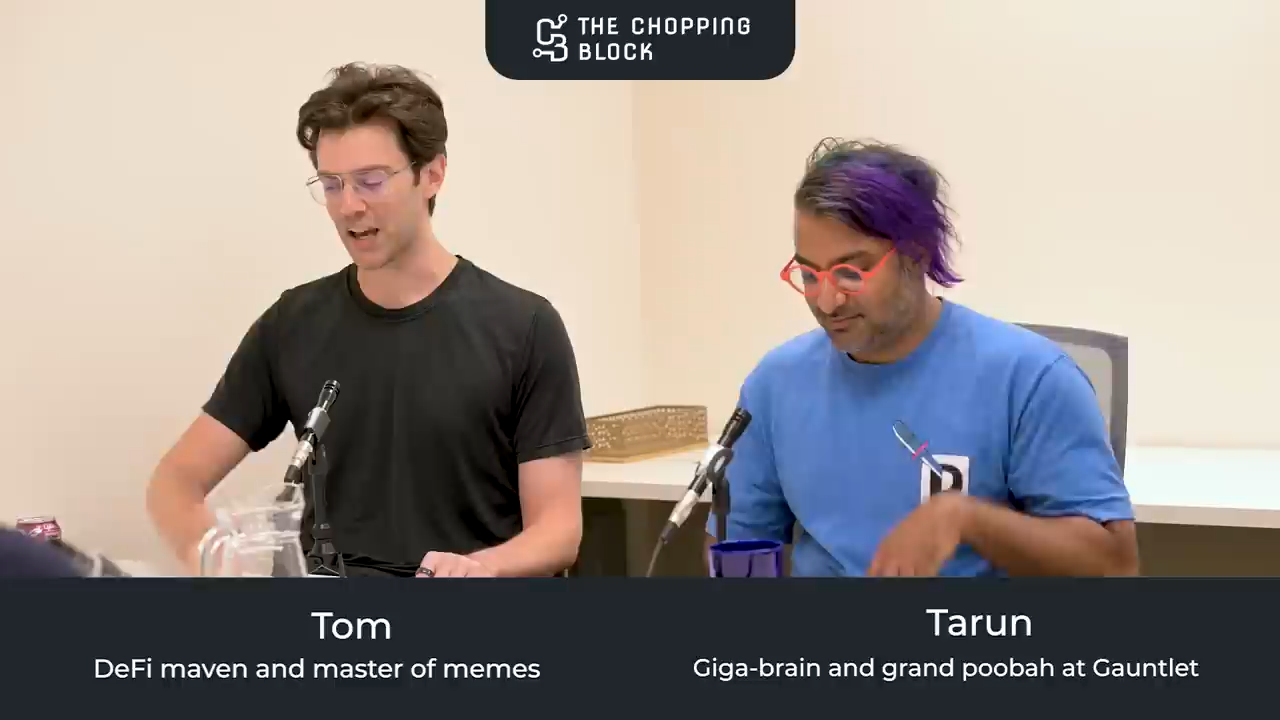 THE CHOPPING
BLOCK
Tom
DeFi maven and master of memes
Tarun
Giga-brain and grand poobah at Gauntlet